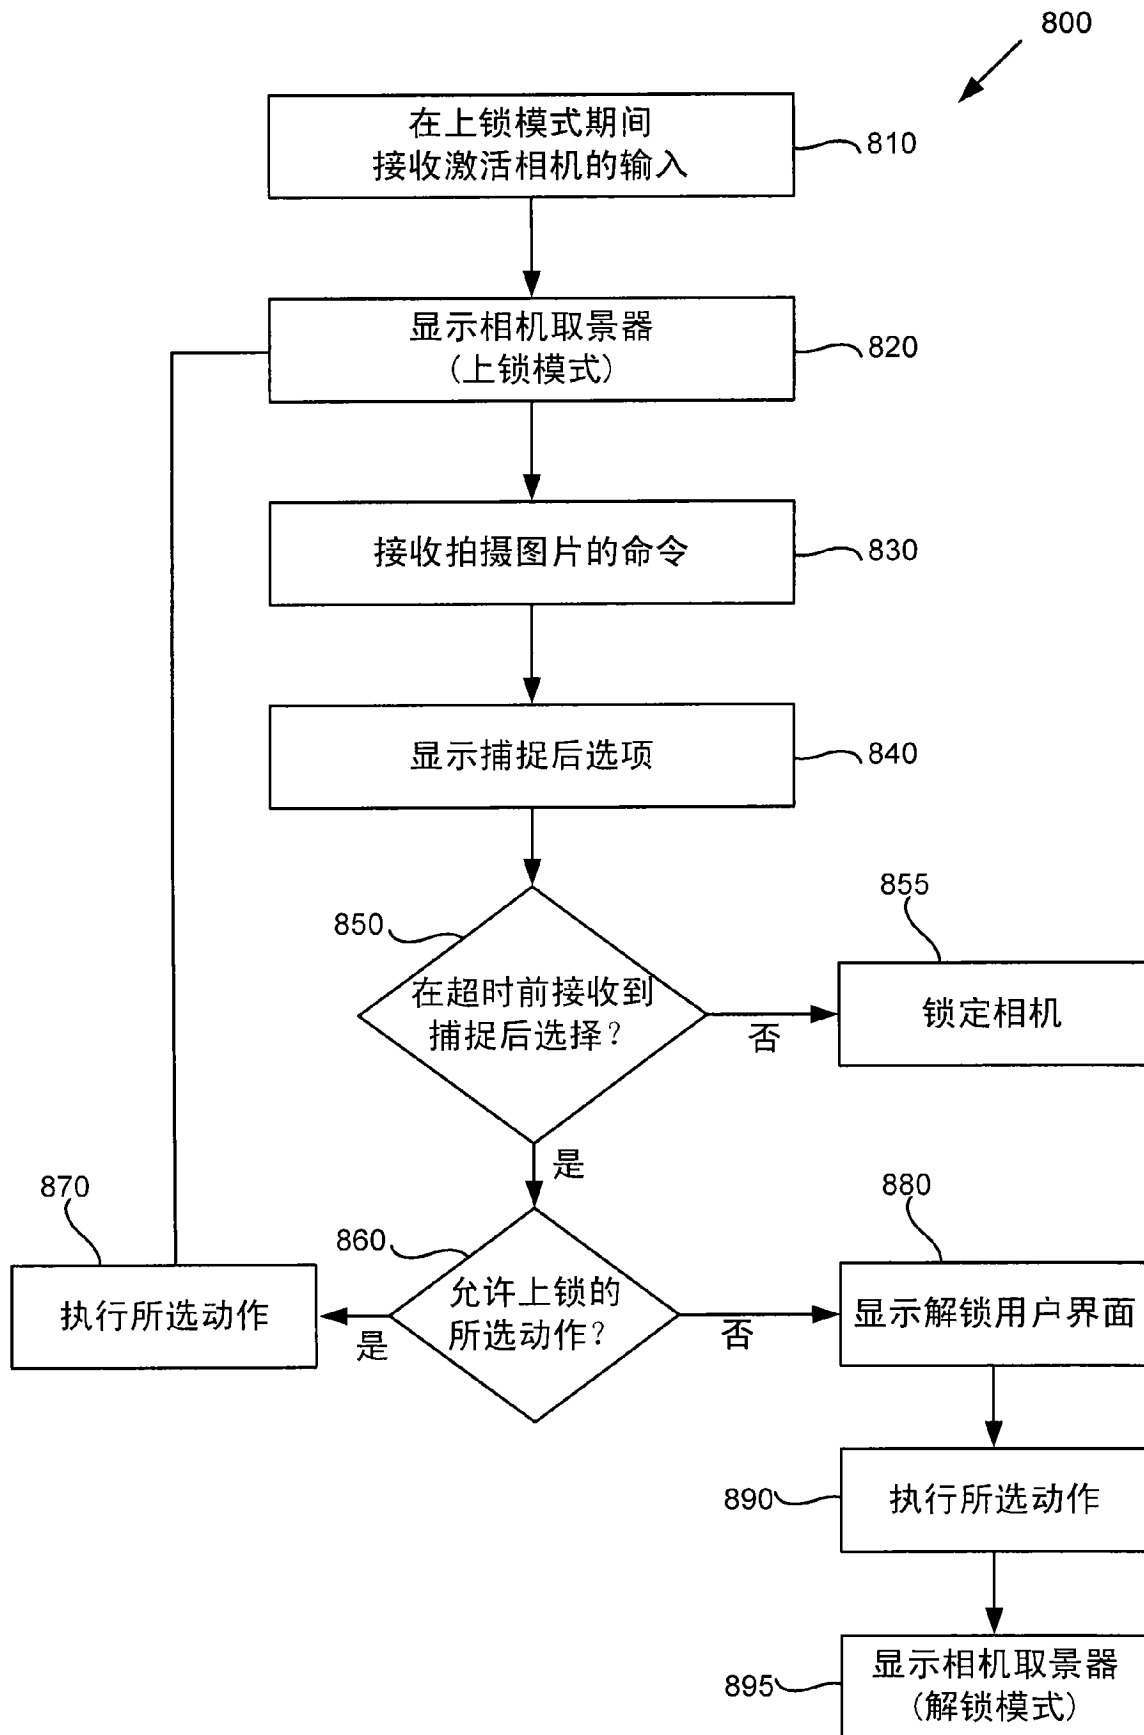 800
在上锁模式期间
接收激活相机的输入
810
显示相机取景器
(上锁模式)
820
接收拍摄图片的命令
830
显示捕捉后选项
840
850
在超时前接收到
捕捉后选择?
否
855
锁定相机
是
860
允许上锁的
所选动作?
是
870
执行所选动作
否
880
显示解锁用户界面
890
执行所选动作
895
显示相机取景器
(解锁模式)